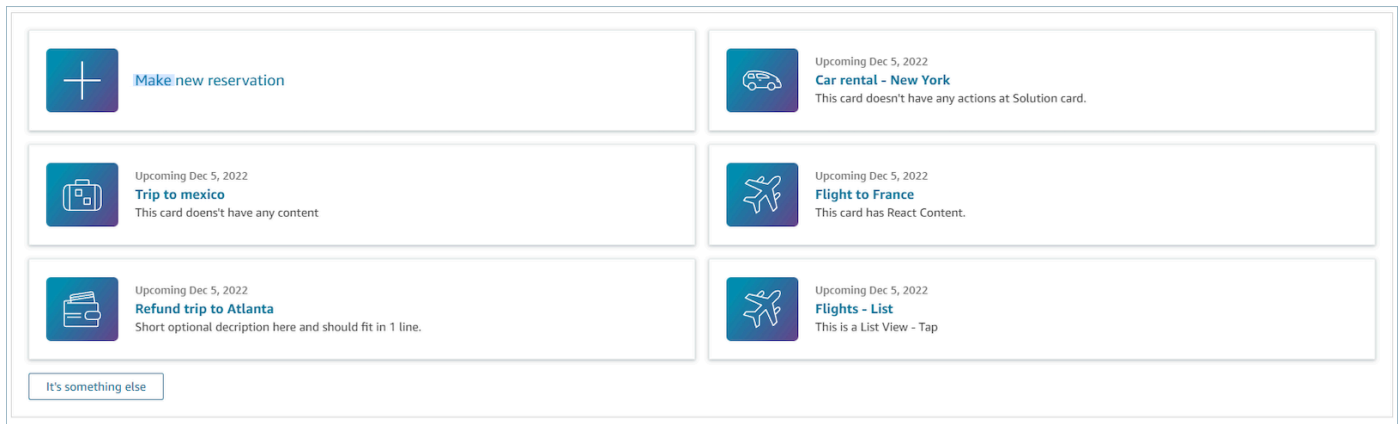 Make new reservation
Upcoming Dec 5, 2022
Car rental - New York
This card doesn't have any actions at Solution card.
Upcoming Dec 5, 2022
Trip to mexico
This card doens't have any content
Upcoming Dec 5, 2022
Flight to France
This card has React Content.
Upcoming Dec 5, 2022
Refund trip to Atlanta
Short optional decription here and should fit in 1 line.
Upcoming Dec 5, 2022
Flights - List
This is a List View - Tap
It's something else